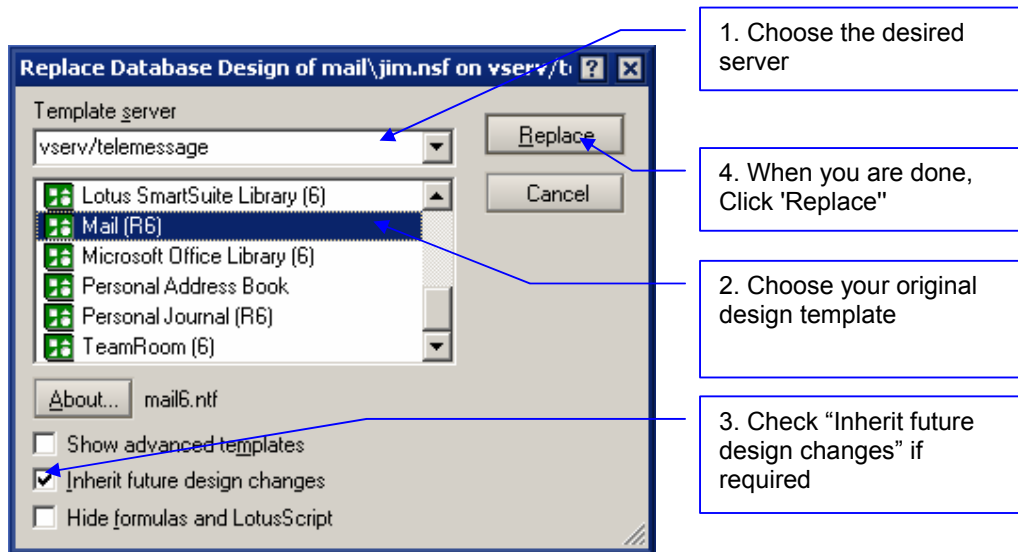 Replace Database Design of mail\jim.nsf on vserv/t
Template server
vserv/telemessage
Lotus SmartSuite Library (6)
Mail (R6)
Microsoft Office Library (6)
Personal Address Book
Personal Journal (R6)
TeamRoom (6)
About... mail6.ntf
Show advanced templates
Inherit future design changes
Hide formulas and LotusScript
Replace
Cancel
1. Choose the desired
server
4. When you are done,
Click 'Replace"
2. Choose your original
design template
3. Check “Inherit future
design changes” if
required